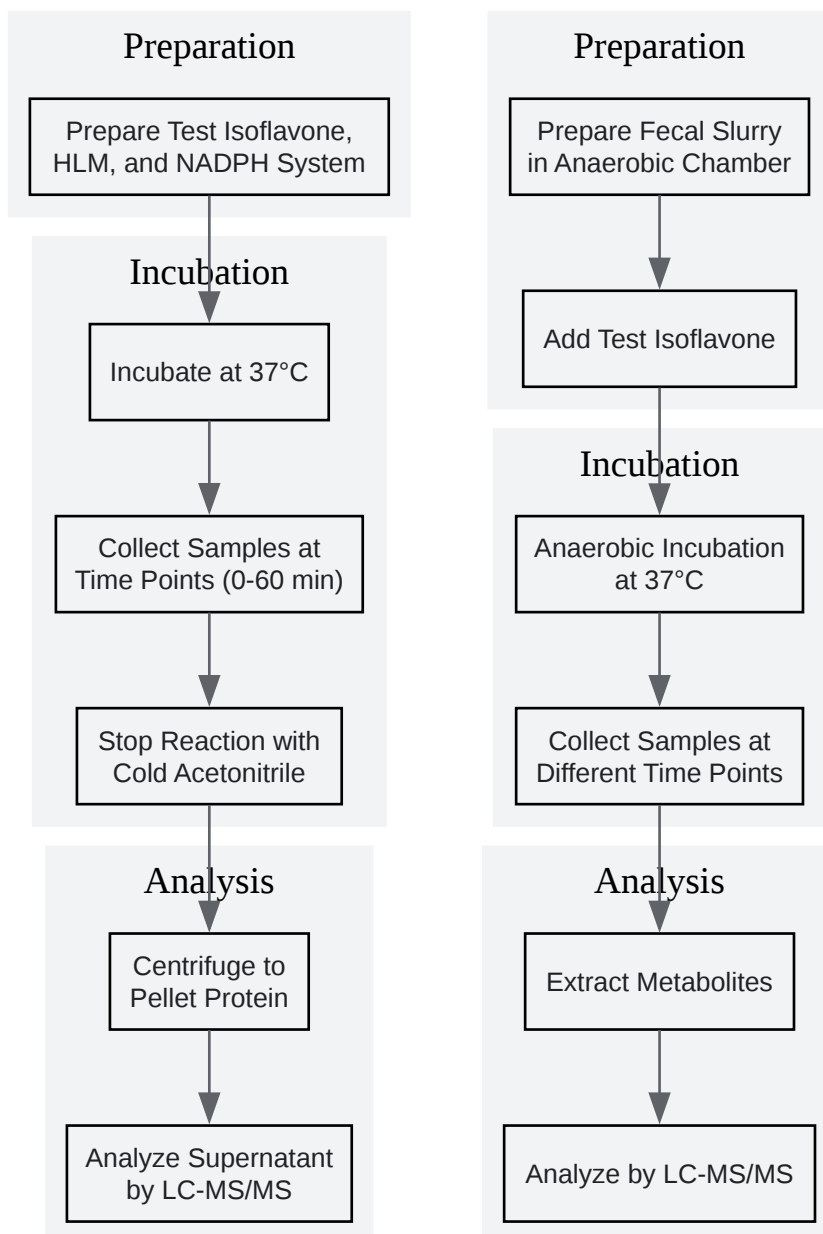 Preparation
Prepare Test Isoflavone,
HLM, and NADPH System
Incubation
Incubate at 37°C
Collect Samples at
Time Points (0-60 min)
Stop Reaction with
Cold Acetonitrile
Analysis
Centrifuge to
Pellet Protein
Analyze Supernatant
by LC-MS/MS
Preparation
Prepare Fecal Slurry
in Anaerobic Chamber
Add Test Isoflavone
Incubation
Anaerobic Incubation
at 37°C
Collect Samples at
Different Time Points
Analysis
Extract Metabolites
Analyze by LC-MS/MS